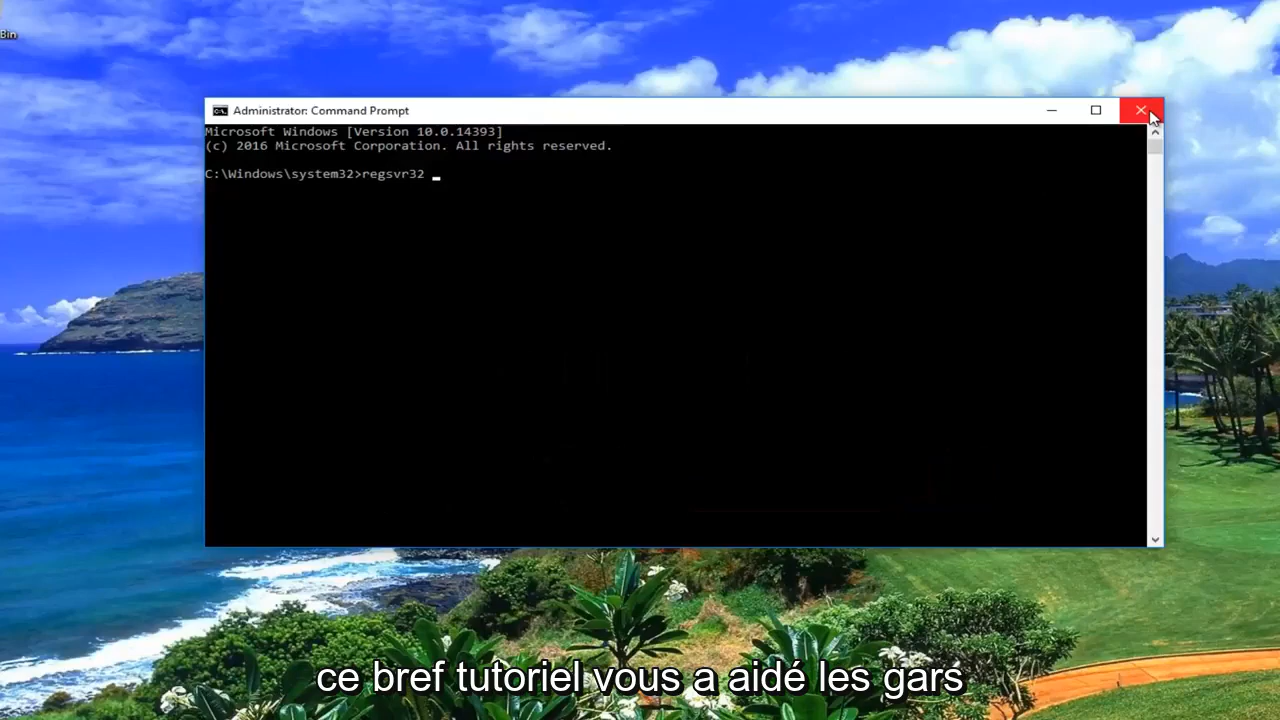 Bin
Administrator: Command Prompt
Microsoft Windows [Version 10.0.14393]
(c) 2016 Microsoft Corporation. All rights reserved.
C:\Windows\system32>regsvr32
ce bref tutoriel vous a aidé les gars